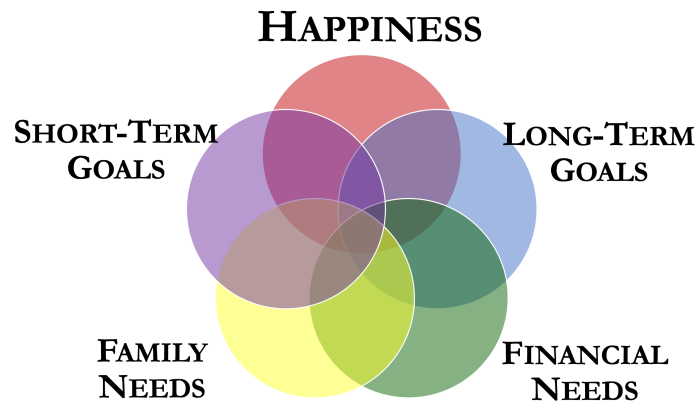 HAPPINESS
SHORT-TERM
GOALS
LONG-TERM
GOALS
FAMILY
NEEDS
FINANCIAL
NEEDS